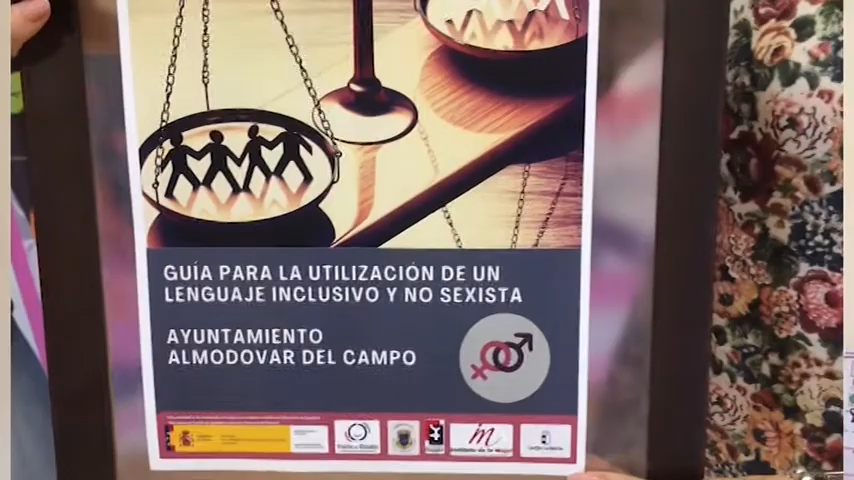 GUÍA PARA LA UTILIZACIÓN DE UN
LENGUAJE INCLUSIVO Y NO SEXISTA
AYUNTAMIENTO
ALMODOVAR DEL CAMPO